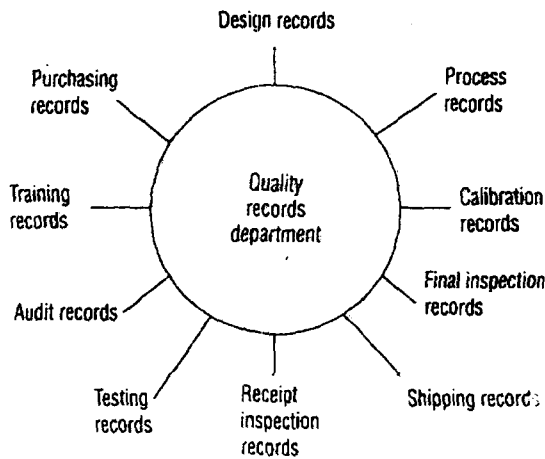 Design records
Purchasing
records
Process
records
Training
records
Quality
records
department
Calibration
records
Final inspection
records
Audit records
Testing
records
Receipt
inspection
records
Shipping records